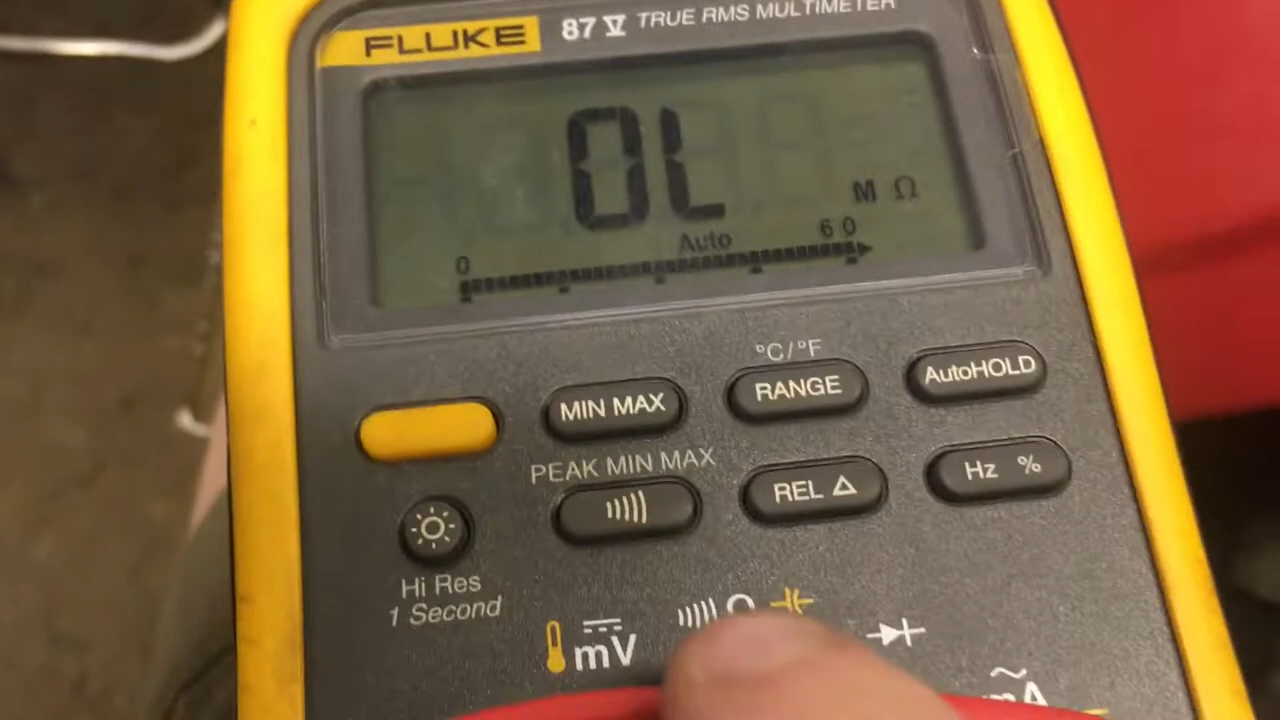 FLUKE 87 V TRUE RMS MULTIMETER
OL
M Ω
0 Auto 60
°C/°F
MIN MAX RANGE AutoHOLD
PEAK MIN MAX
REL Δ Hz %
Hi Res
1 Second
mV Ω
mA